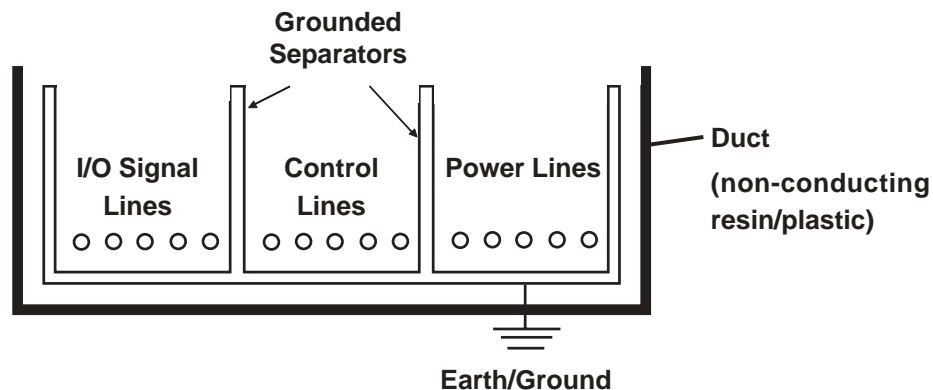 Grounded
Separators
I/O Signal
Lines
Control
Lines
Power Lines
Duct
(non-conducting
resin/plastic)
Earth/Ground